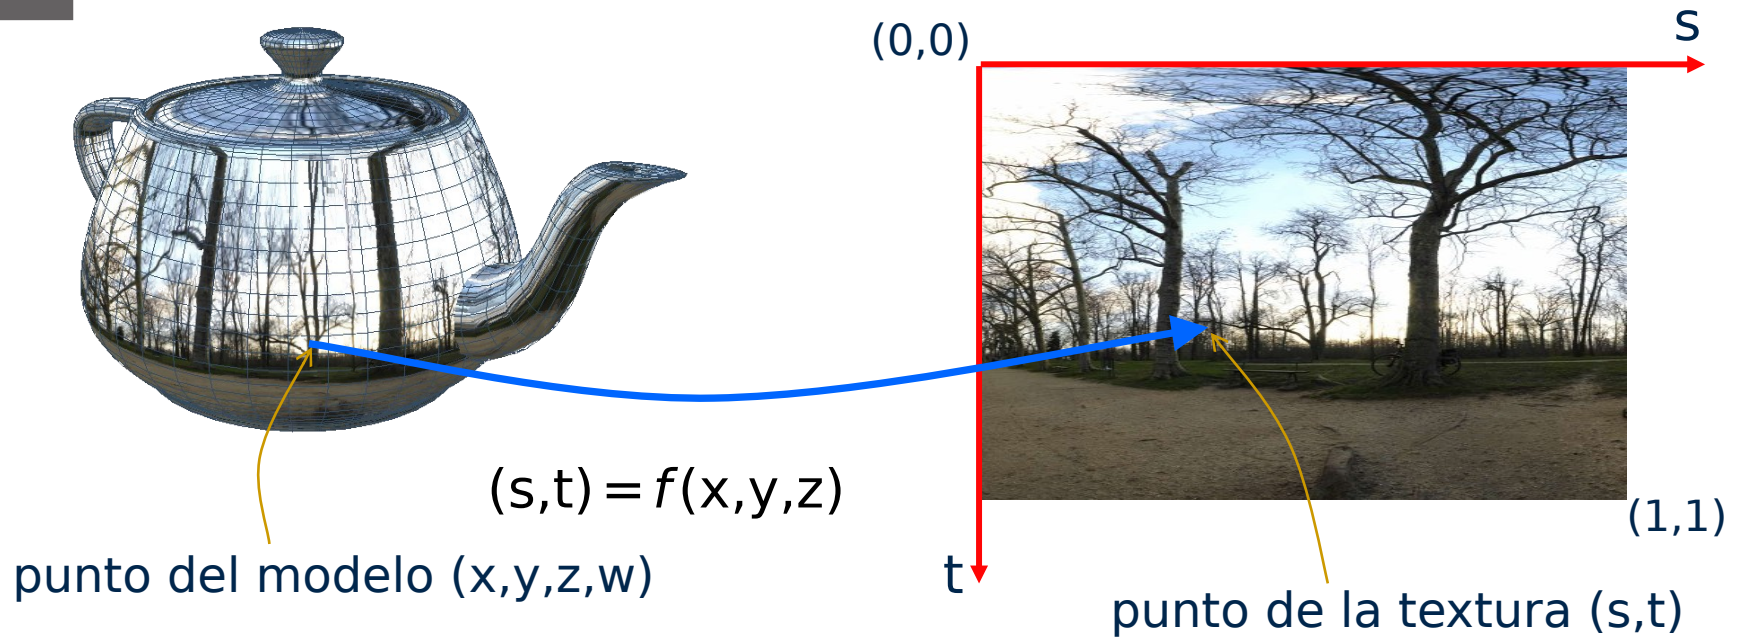 (0,0)
s
(s,t)=f(x,y,z)
(1,1)
punto del modelo (x,y,z,w)
t
punto de la textura (s,t)